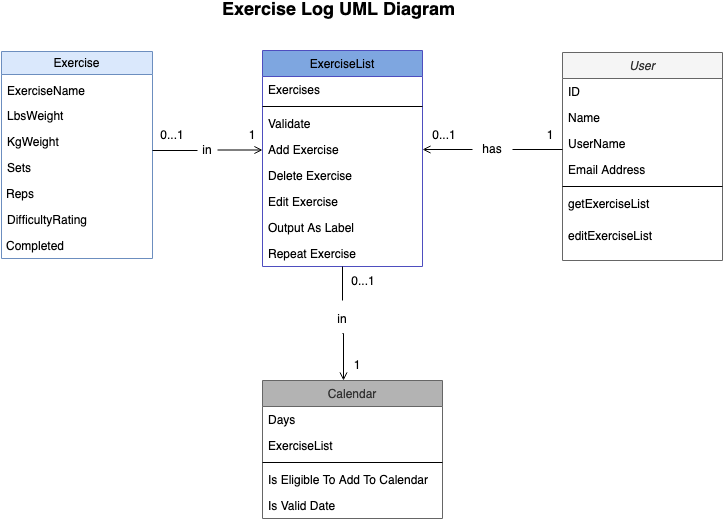 Exercise Log UML Diagram
Exercise
ExerciseName
LbsWeight
KgWeight
Sets
Reps
DifficultyRating
Completed
0...1
in
1
ExerciseList
Exercises
Validate
Add Exercise
Delete Exercise
Edit Exercise
Output As Label
Repeat Exercise
0...1
has
1
User
ID
Name
UserName
Email Address
getExerciseList
editExerciseList
0...1
in
1
Calendar
Days
ExerciseList
Is Eligible To Add To Calendar
Is Valid Date